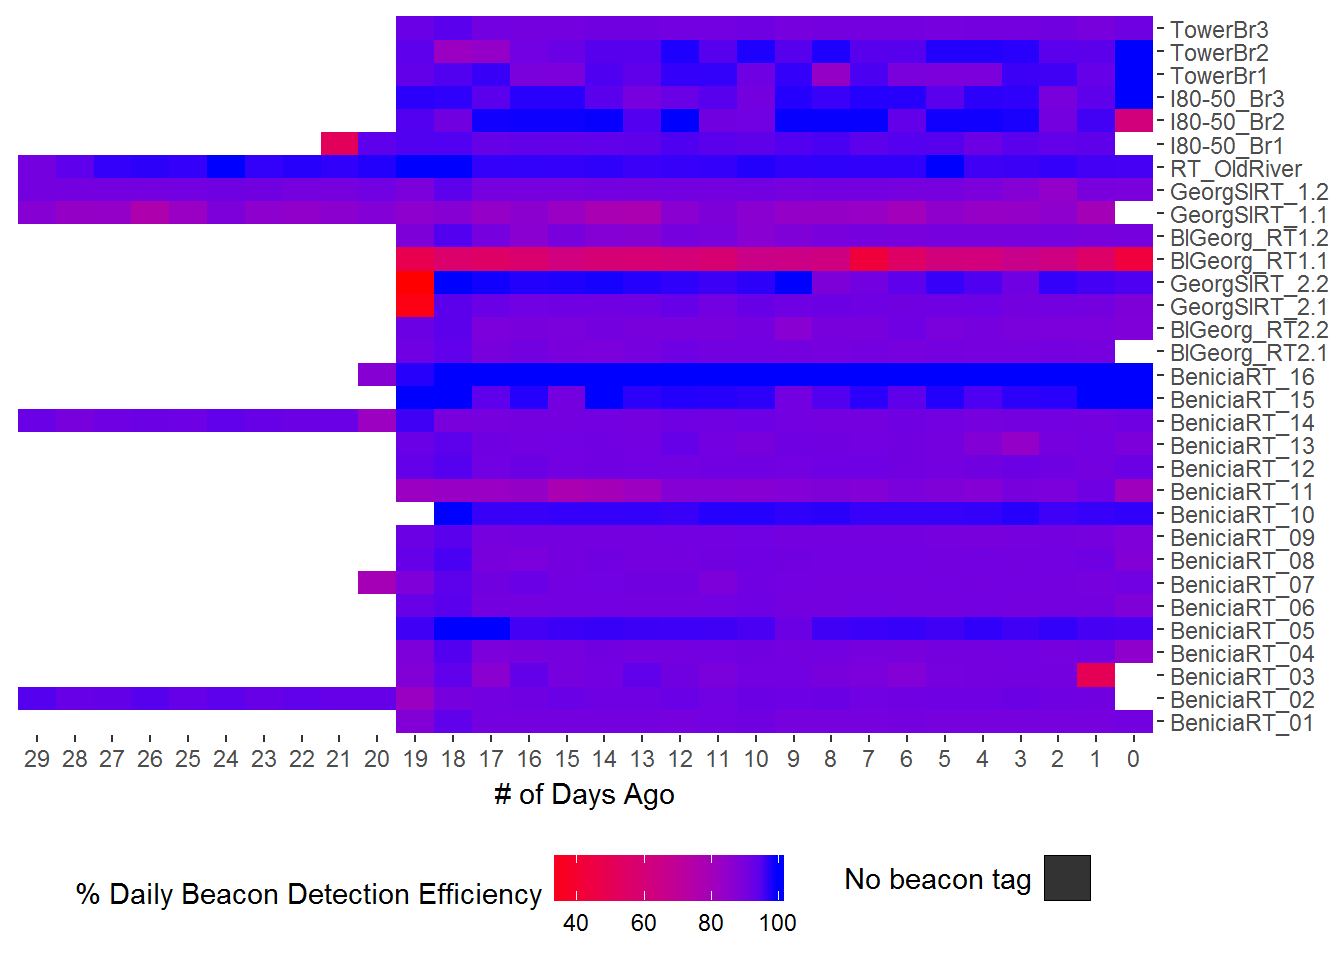 TowerBr3
TowerBr2
TowerBr1
I80-50_Br3
I80-50_Br2
I80-50_Br1
RT_OldRiver
GeorgSlRT_1.2
GeorgSlRT_1.1
BlGeorg_RT1.2
BlGeorg_RT1.1
GeorgSlRT_2.2
GeorgSlRT_2.1
BlGeorg_RT2.2
BlGeorg_RT2.1
BeniciaRT_16
BeniciaRT_15
BeniciaRT_14
BeniciaRT_13
BeniciaRT_12
BeniciaRT_11
BeniciaRT_10
BeniciaRT_09
BeniciaRT_08
BeniciaRT_07
BeniciaRT_06
BeniciaRT_05
BeniciaRT_04
BeniciaRT_03
BeniciaRT_02
BeniciaRT_01
29 28 27 26 25 24 23 22 21 20 19 18 17 16 15 14 13 12 11 10 9 8 7 6 5 4 3 2 1 0
# of Days Ago
% Daily Beacon Detection Efficiency
40 60 80 100
No beacon tag